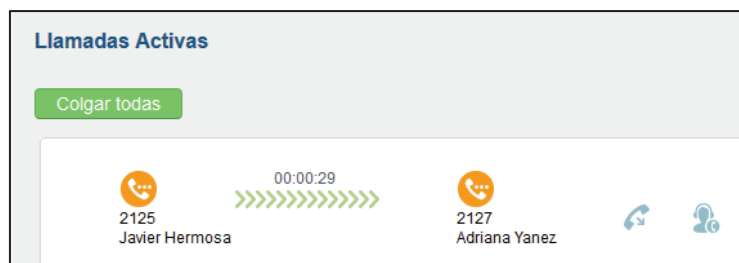 Llamadas Activas
Colgar todas
00:00:29
2125
Javier Hermosa
2127
Adriana Yanez